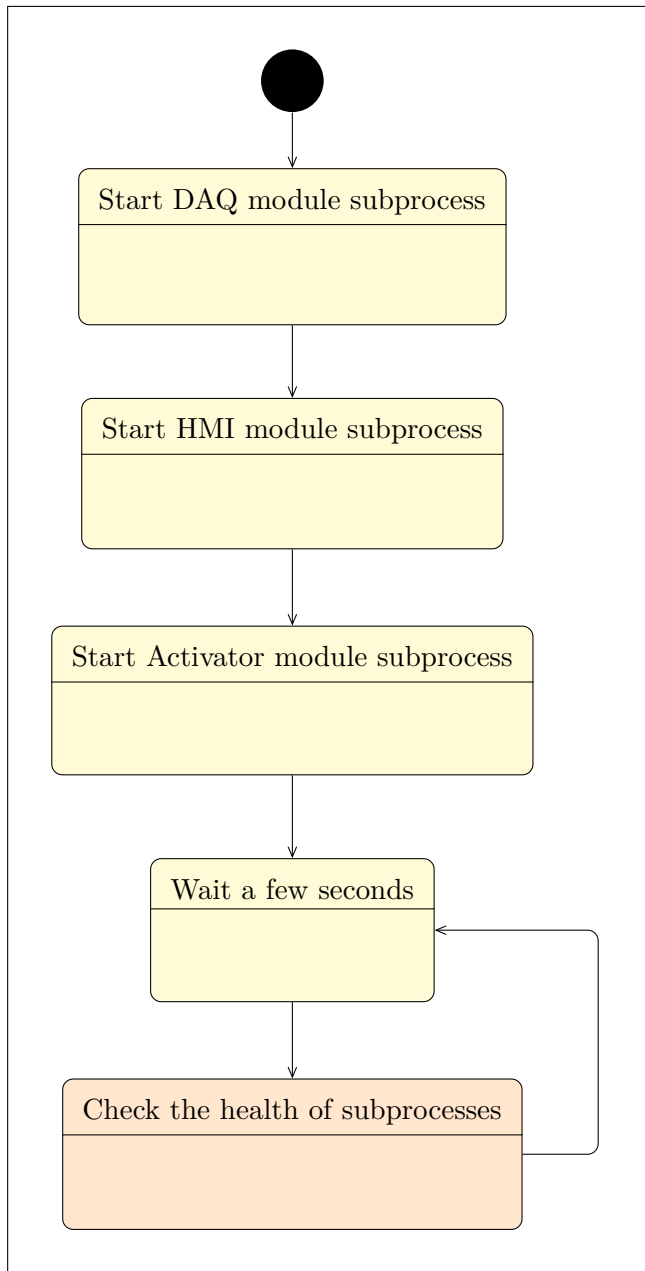 Start DAQ module subprocess
Start HMI module subprocess
Start Activator module subprocess
Wait a few seconds
Check the health of subprocesses